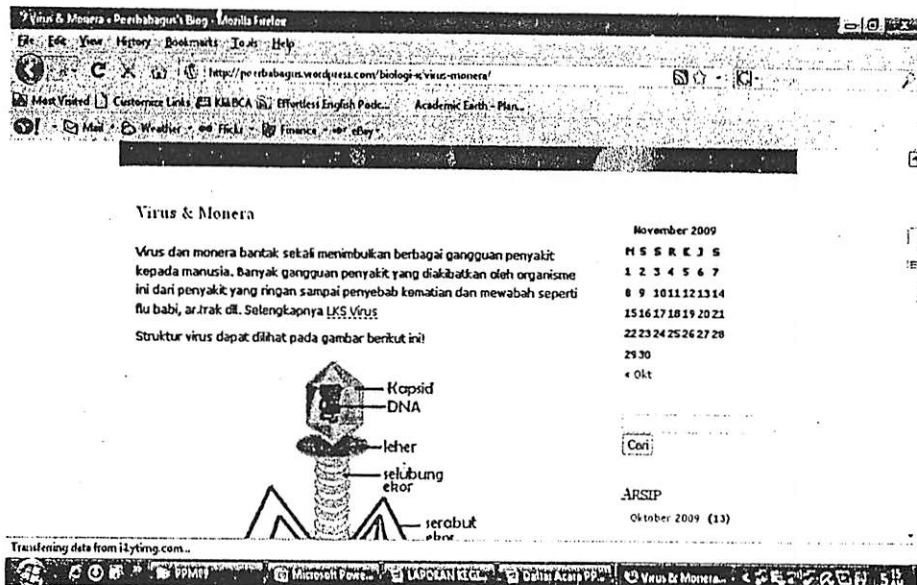 Virus & Monera « Peerbabagus's Blog - Mozilla Firefox
File Edit View History Bookmarks Tools Help
http://peerbabagus.wordpress.com/biologi-x/virus-monera/
Most Visited Customize Links KlikBCA Effortless English Podc... Academic Earth - Plan...
Mail Weather Flickr Finance eBay
Virus & Monera
Virus dan monera bantak sekali menimbulkan berbagai gangguan penyakit
kepada manusia. Banyak gangguan penyakit yang diakibatkan oleh organisme
ini dari penyakit yang ringan sampai penyebab kematian dan mewabah seperti
flu babi, dll. Selengkapnya LKS Virus
Struktur virus dapat dilihat pada gambar berikut ini!
Kapsid
DNA
leher
selubung
ekor
serabut
ekor
November 2009
M S S R K J S
1 2 3 4 5 6 7
8 9 10 11 12 13 14
15 16 17 18 19 20 21
22 23 24 25 26 27 28
29 30
« Okt
Cari
ARSIP
Oktober 2009 (13)
Transferring data from i2.ytimg.com...
Microsoft Powe... LAPORAN KEGI... Daftar Acara PP... Virus & Monera...